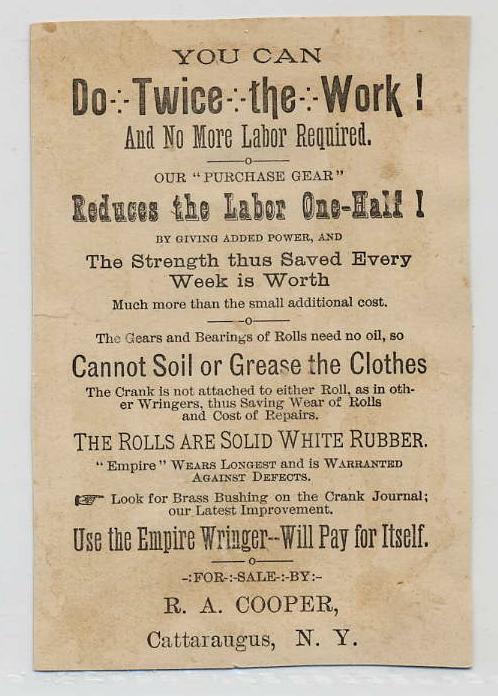 YOU CAN
Do·:·Twice·:·the·:·Work!
And No More Labor Required.
OUR "PURCHASE GEAR"
Reduces the Labor One-Half!
BY GIVING ADDED POWER, AND
The Strength thus Saved Every
Week is Worth
Much more than the small additional cost.
The Gears and Bearings of Rolls need no oil, so
Cannot Soil or Grease the Clothes
The Crank is not attached to either Roll, as in oth-
er Wringers, thus Saving Wear of Rolls
and Cost of Repairs.
THE ROLLS ARE SOLID WHITE RUBBER.
"Empire" WEARS LONGEST and is WARRANTED
AGAINST DEFECTS.
☞ Look for Brass Bushing on the Crank Journal;
our Latest Improvement.
Use the Empire Wringer--Will Pay for Itself.
-:FOR-:-SALE-:-BY:-
R. A. COOPER,
Cattaraugus, N. Y.